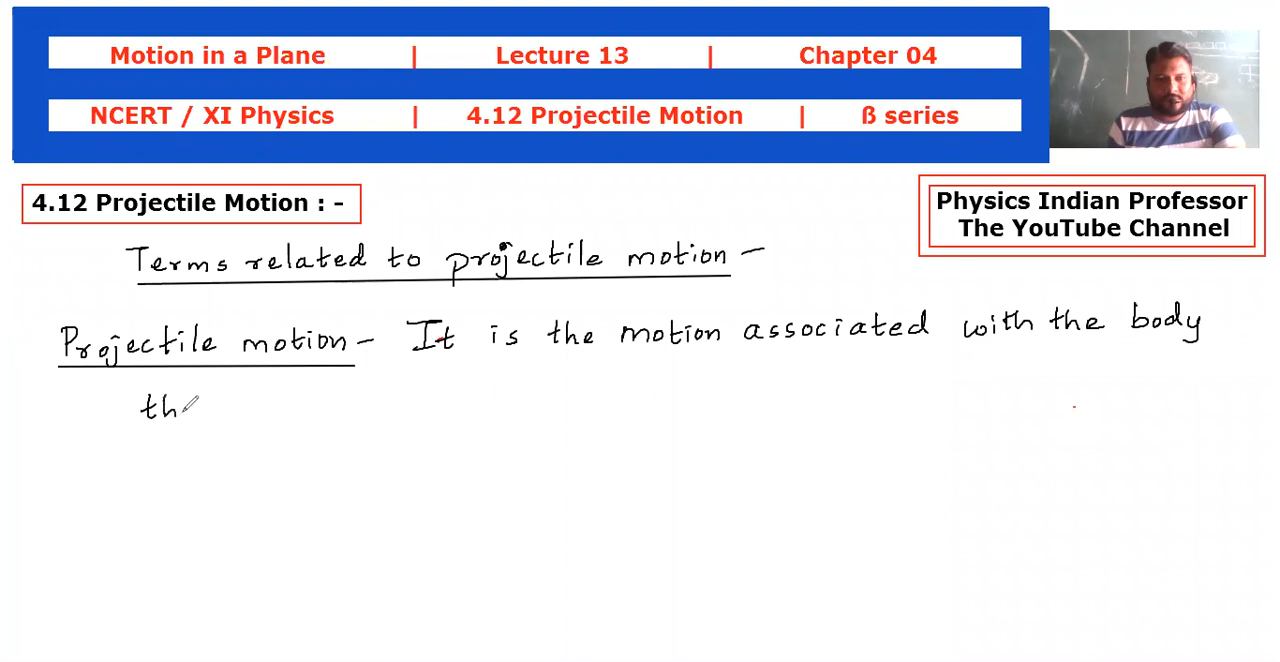 Motion in a Plane | Lecture 13 | Chapter 04
NCERT / XI Physics | 4.12 Projectile Motion | ß series
4.12 Projectile Motion : -
Physics Indian Professor
The YouTube Channel
Terms related to projectile motion –
Projectile motion – It is the motion associated with the body
th